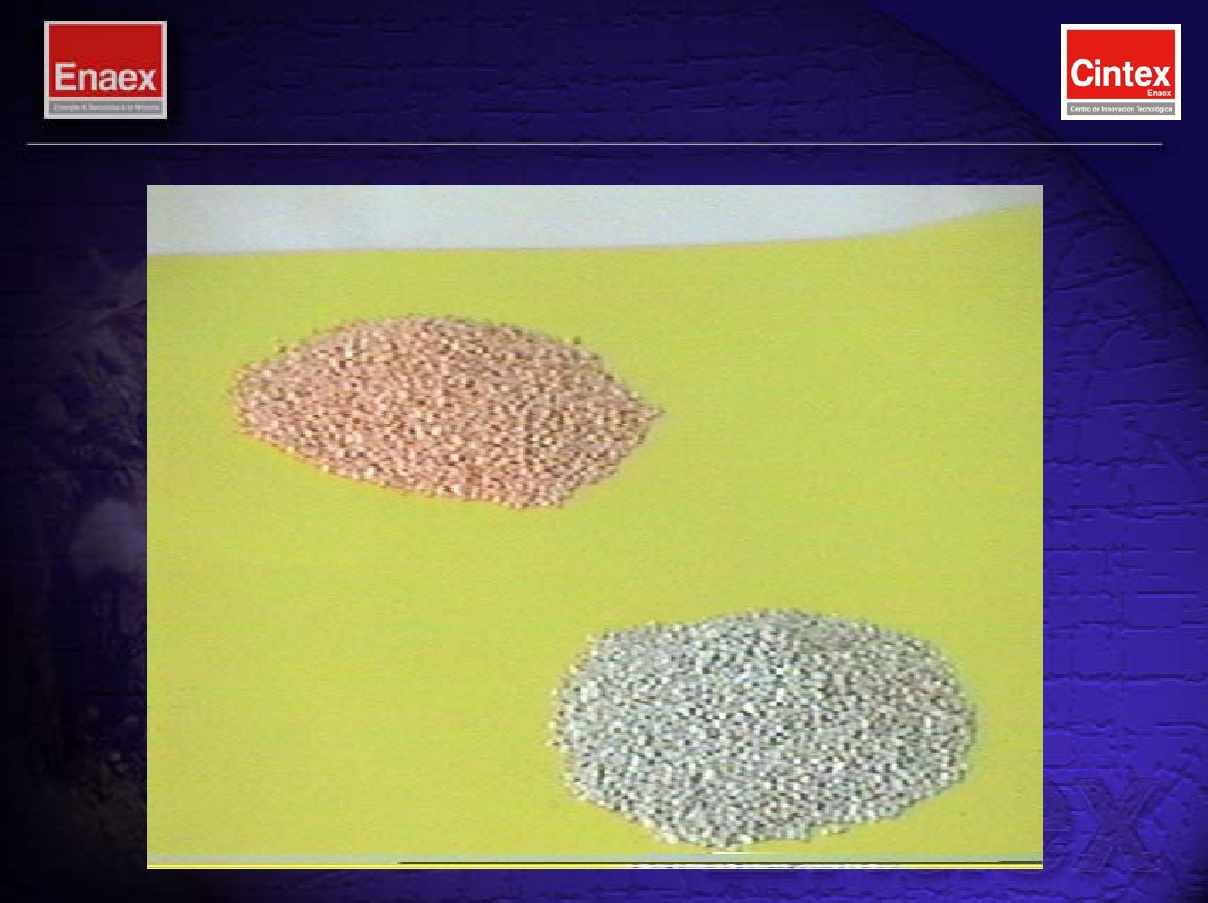 Enaex
Cintex
Enaex
Centro de Innovación Tecnológica